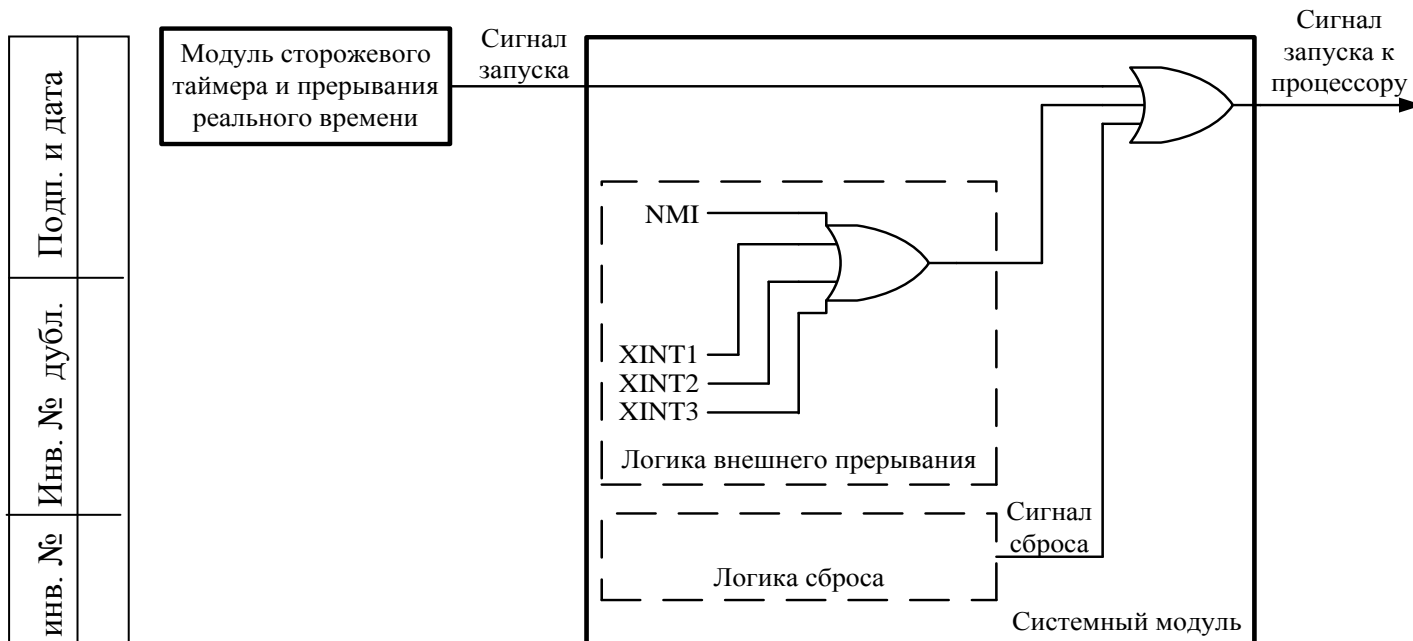 Модуль сторожевого
таймера и прерывания
реального времени
Сигнал
запуска
Сигнал
запуска к
процессору
NMI
XINT1
XINT2
XINT3
Логика внешнего прерывания
Сигнал
сброса
Логика сброса
Системный модуль
Подп. и дата
Инв. № дубл.
инв. №